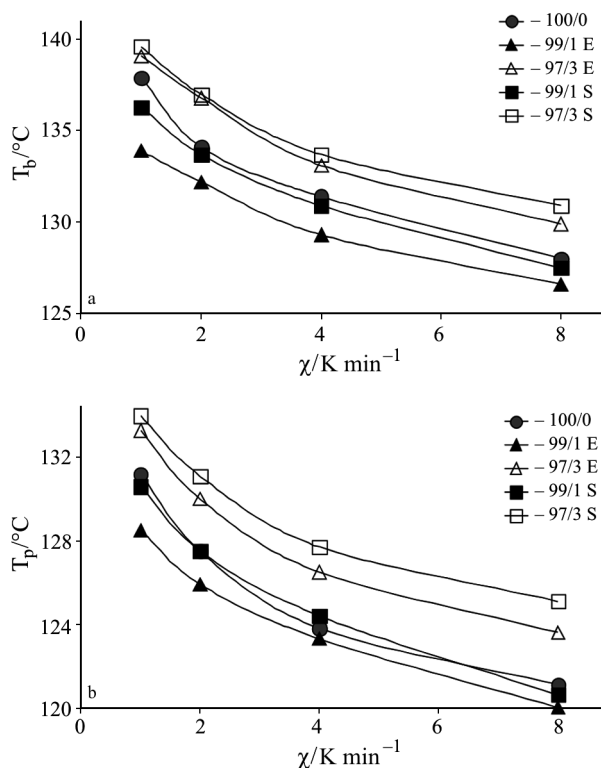 140
135
130
125
T_b/°C
a
0
2
4
6
8
χ/K min⁻¹
– 100/0
– 99/1 E
– 97/3 E
– 99/1 S
– 97/3 S
132
128
124
120
T_p/°C
b
0
2
4
6
8
χ/K min⁻¹
– 100/0
– 99/1 E
– 97/3 E
– 99/1 S
– 97/3 S